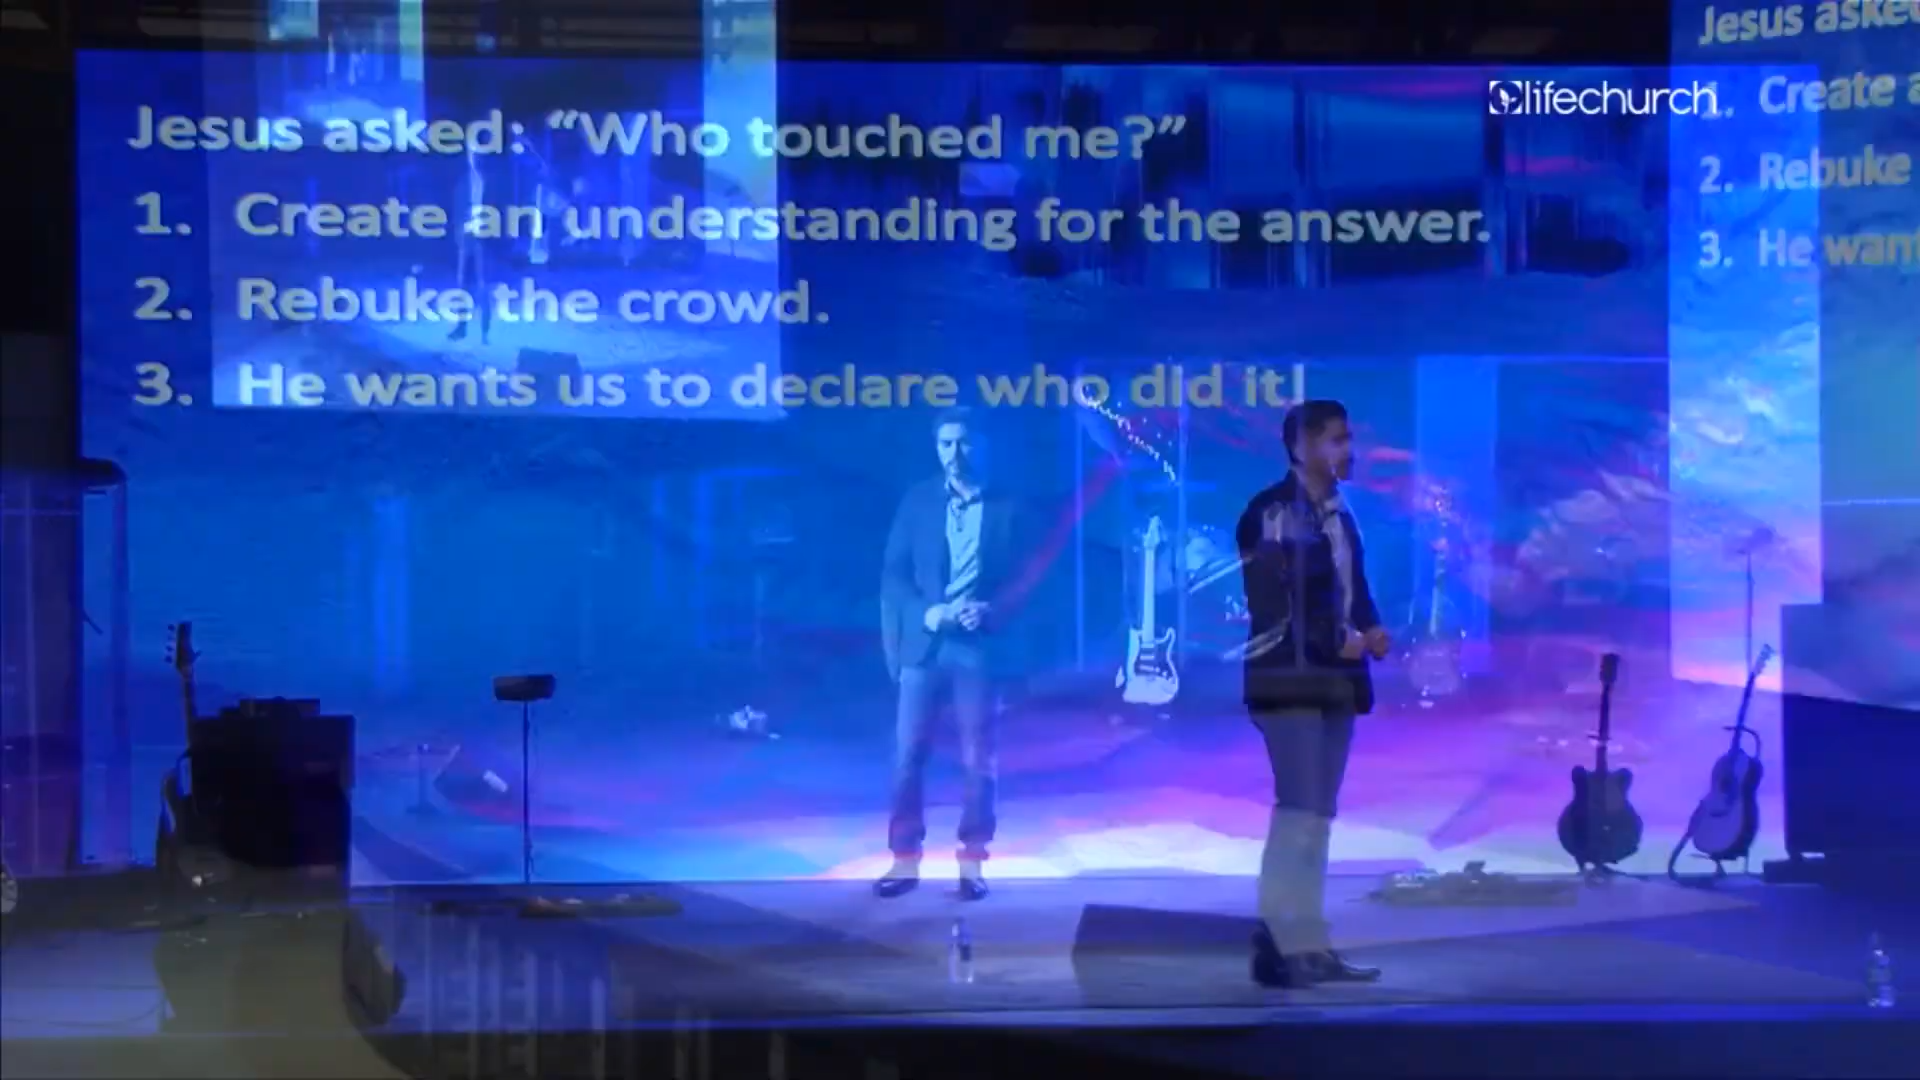 Jesus asked: “Who touched me?”
1. Create an understanding for the answer.
2. Rebuke the crowd.
3. He wants us to declare who did it!
lifechurch
Jesus asked
1. Create a
2. Rebuke
3. He want